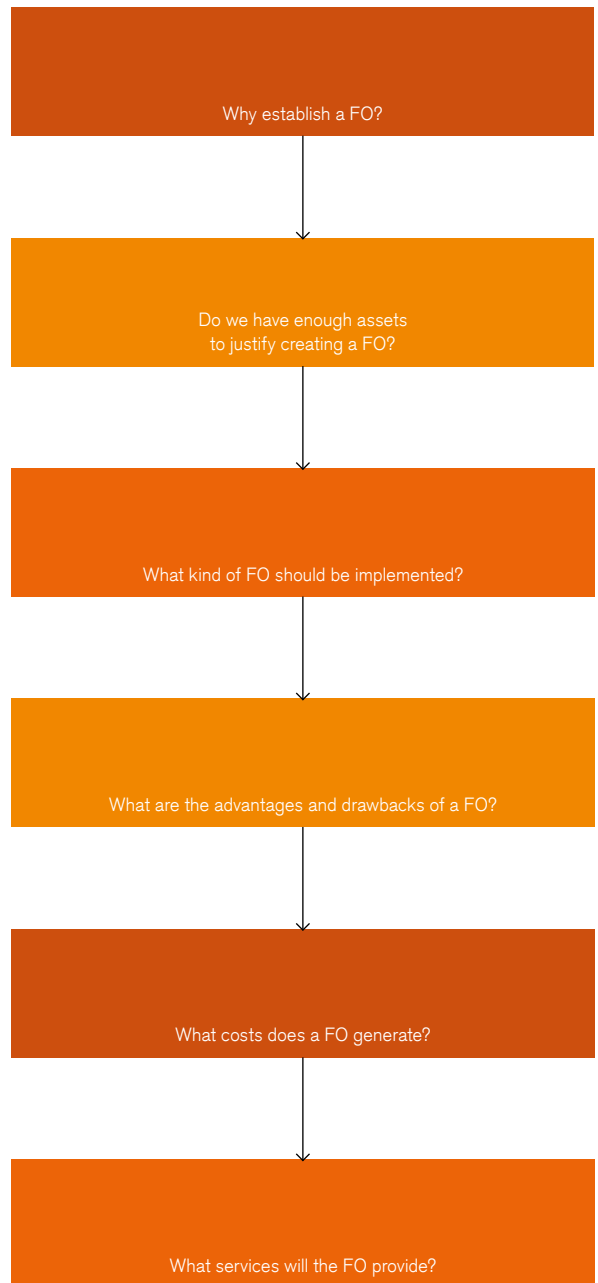 Why establish a FO?
Do we have enough assets
to justify creating a FO?
What kind of FO should be implemented?
What are the advantages and drawbacks of a FO?
What costs does a FO generate?
What services will the FO provide?